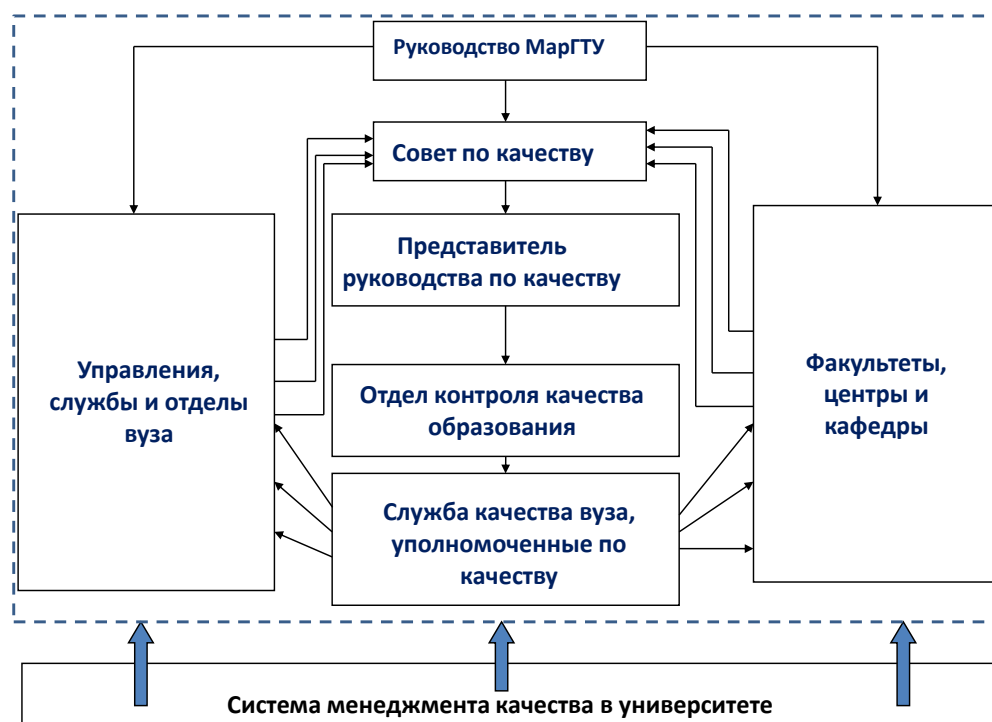 Руководство МарГТУ
Совет по качеству
Представитель
руководства по качеству
Управления,
службы и отделы
вуза
Отдел контроля качества
образования
Факультеты,
центры и
кафедры
Служба качества вуза,
уполномоченные по
качеству
Система менеджмента качества в университете